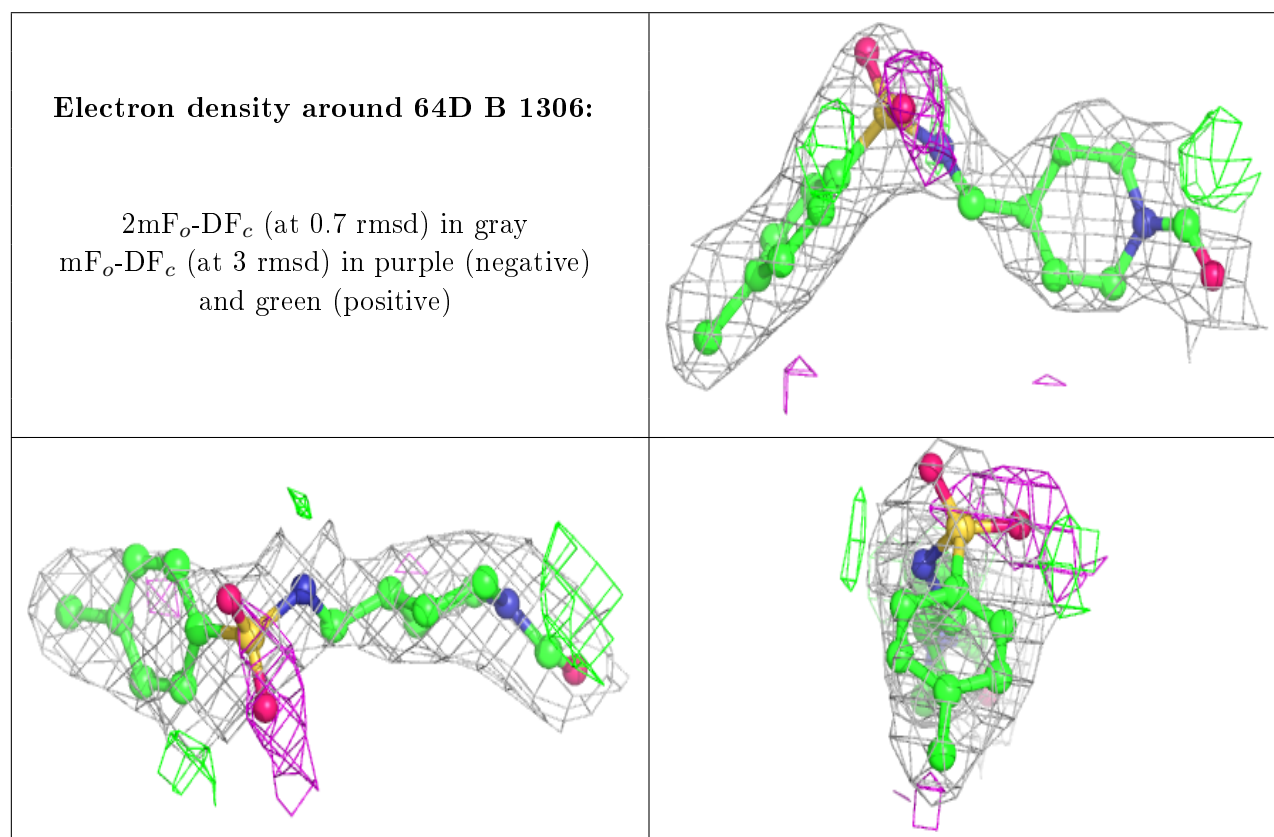 Electron density around 64D B 1306:
2mFo-DFc (at 0.7 rmsd) in gray
mFo-DFc (at 3 rmsd) in purple (negative)
and green (positive)